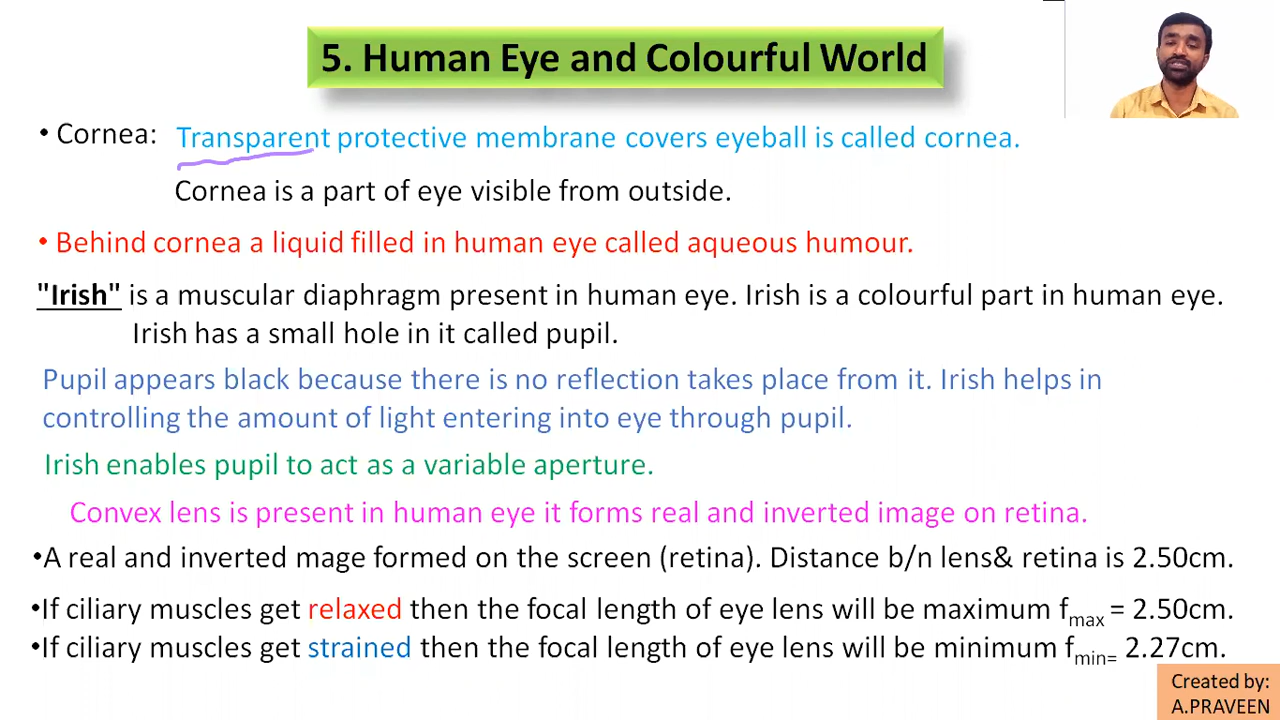 5. Human Eye and Colourful World
• Cornea: Transparent protective membrane covers eyeball is called cornea.
Cornea is a part of eye visible from outside.
• Behind cornea a liquid filled in human eye called aqueous humour.
"Irish" is a muscular diaphragm present in human eye. Irish is a colourful part in human eye.
Irish has a small hole in it called pupil.
Pupil appears black because there is no reflection takes place from it. Irish helps in
controlling the amount of light entering into eye through pupil.
Irish enables pupil to act as a variable aperture.
Convex lens is present in human eye it forms real and inverted image on retina.
•A real and inverted mage formed on the screen (retina). Distance b/n lens& retina is 2.50cm.
•If ciliary muscles get relaxed then the focal length of eye lens will be maximum fmax = 2.50cm.
•If ciliary muscles get strained then the focal length of eye lens will be minimum fmin= 2.27cm.
Created by:
A.PRAVEEN